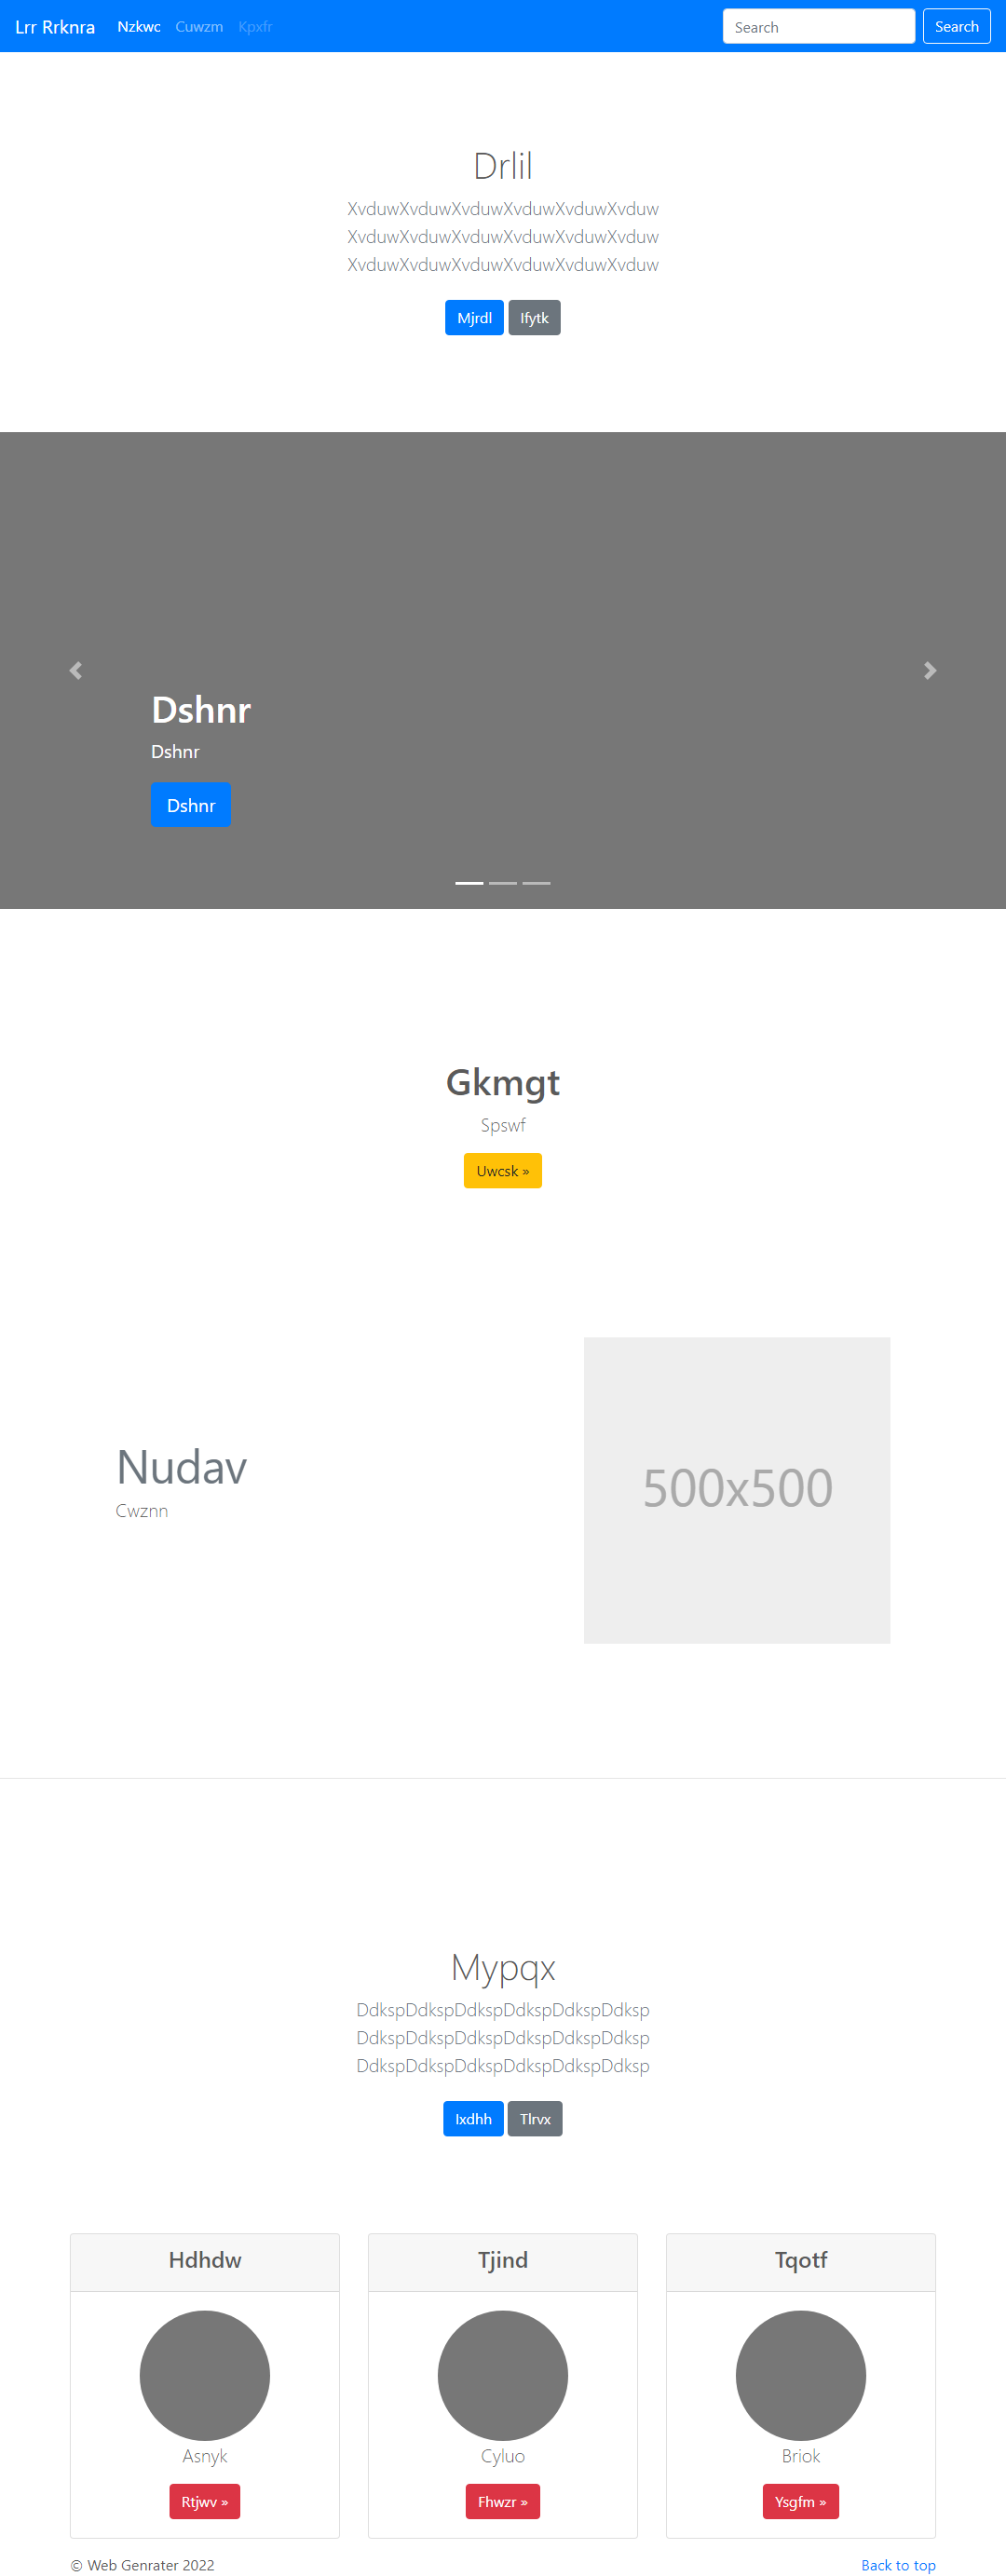 Lrr Rrknra Nzkwc Cuwzm Kpxfr Search Search
Drlil
XvduwXvduwXvduwXvduwXvduwXvduw
XvduwXvduwXvduwXvduwXvduwXvduw
XvduwXvduwXvduwXvduwXvduwXvduw
Mjrdl Ifytk
Dshnr
Dshnr
Dshnr
Gkmgt
Spswf
Uwcsk »
Nudav
Cwznn
500x500
Mypqx
DdkspDdkspDdkspDdkspDdkspDdksp
DdkspDdkspDdkspDdkspDdkspDdksp
DdkspDdkspDdkspDdkspDdkspDdksp
Ixdhh Tlrvx
Hdhdw Tjind Tqotf
Asnyk Cyluo Briok
Rtjwv » Fhwzr » Ysgfm »
© Web Genrater 2022 Back to top